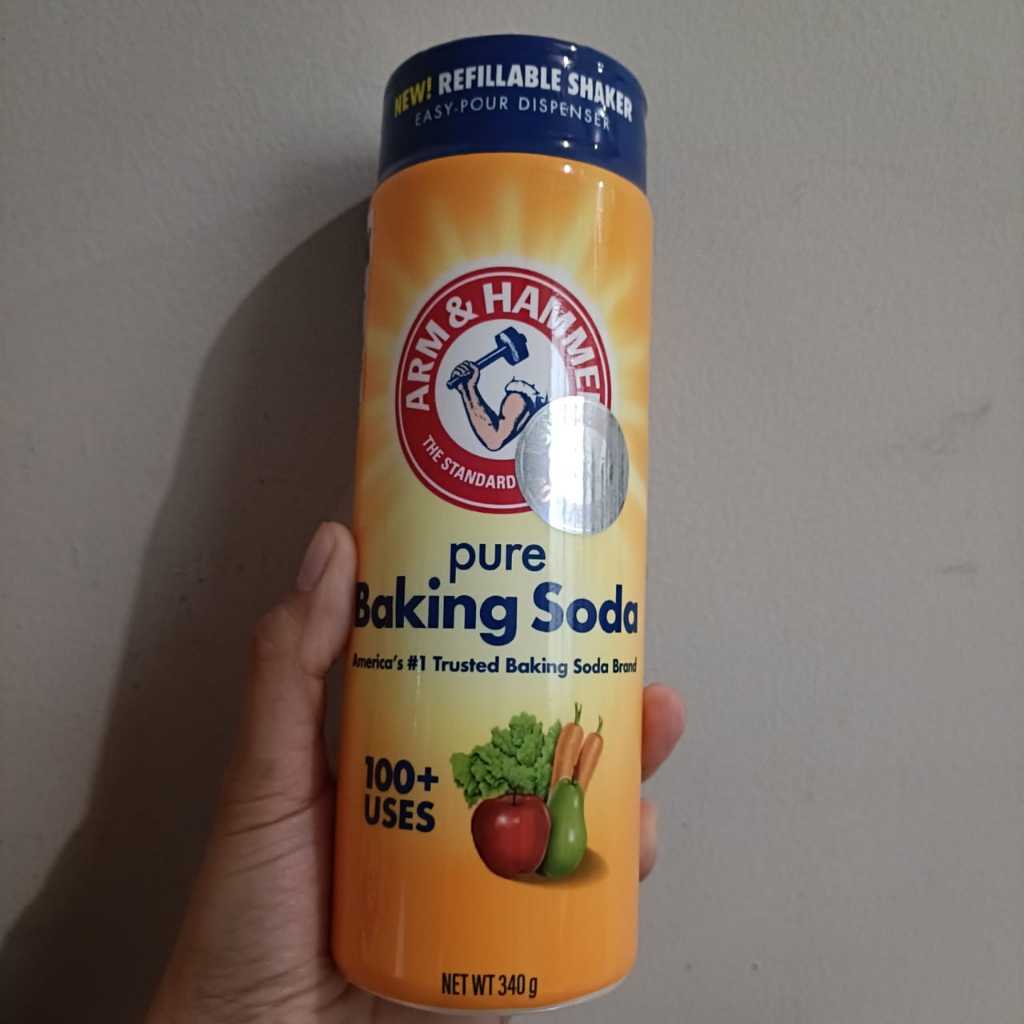 NEW! REFILLABLE SHAKER
EASY-POUR DISPENSER
ARM & HAMMER
THE STANDARD
pure
Baking Soda
America's #1 Trusted Baking Soda Brand
100+
USES
NET WT 340 g